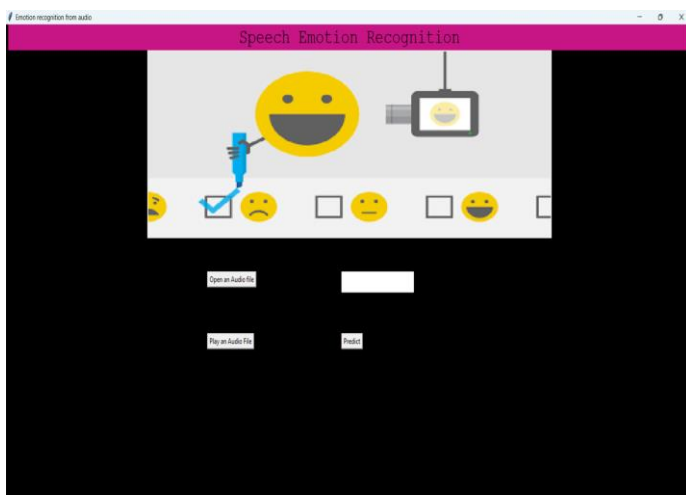 Emotion recognition from audio
Speech Emotion Recognition
Open an Audio file
Play an Audio File
Predict